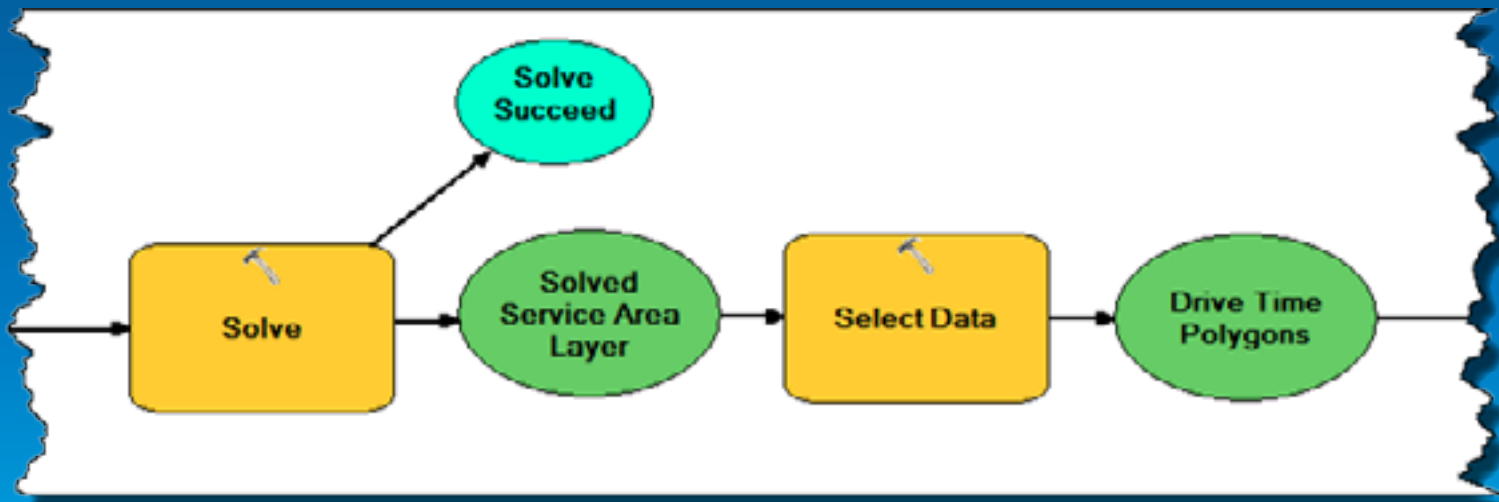 Solve
Succeed
Solve
Solved
Service Area
Layer
Select Data
Drive Time
Polygons